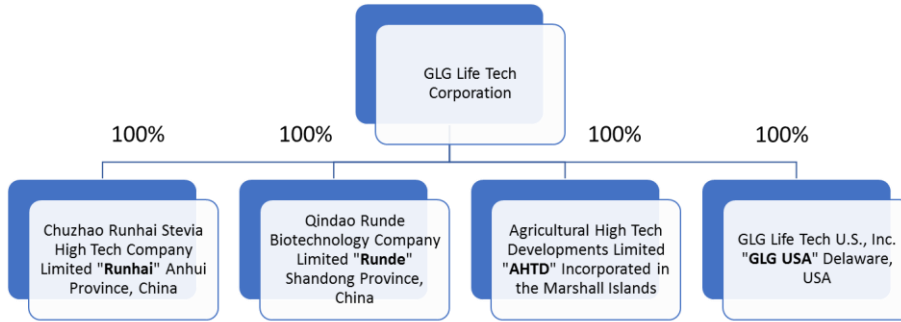 GLG Life Tech
Corporation
100%
100%
100%
100%
Chuzhao Runhai Stevia
High Tech Company
Limited "Runhai" Anhui
Province, China
Qindao Runde
Biotechnology Company
Limited "Runde"
Shandong Province,
China
Agricultural High Tech
Developments Limited
"AHTD" Incorporated in
the Marshall Islands
GLG Life Tech U.S., Inc.
"GLG USA" Delaware,
USA